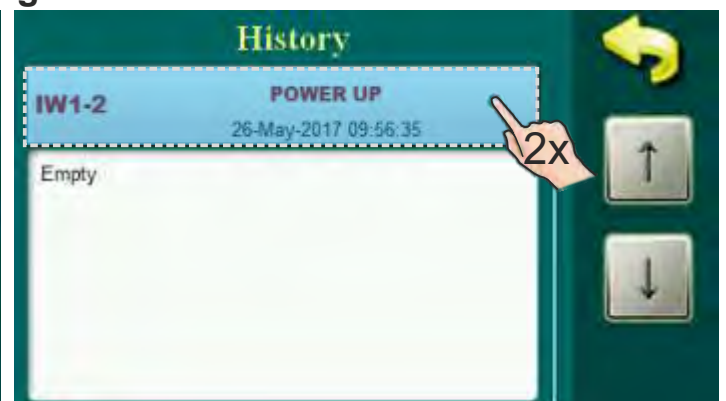 g
History
IW1-2
POWER UP
26-May-2017 09:56:35
2x
Empty
↑
↓